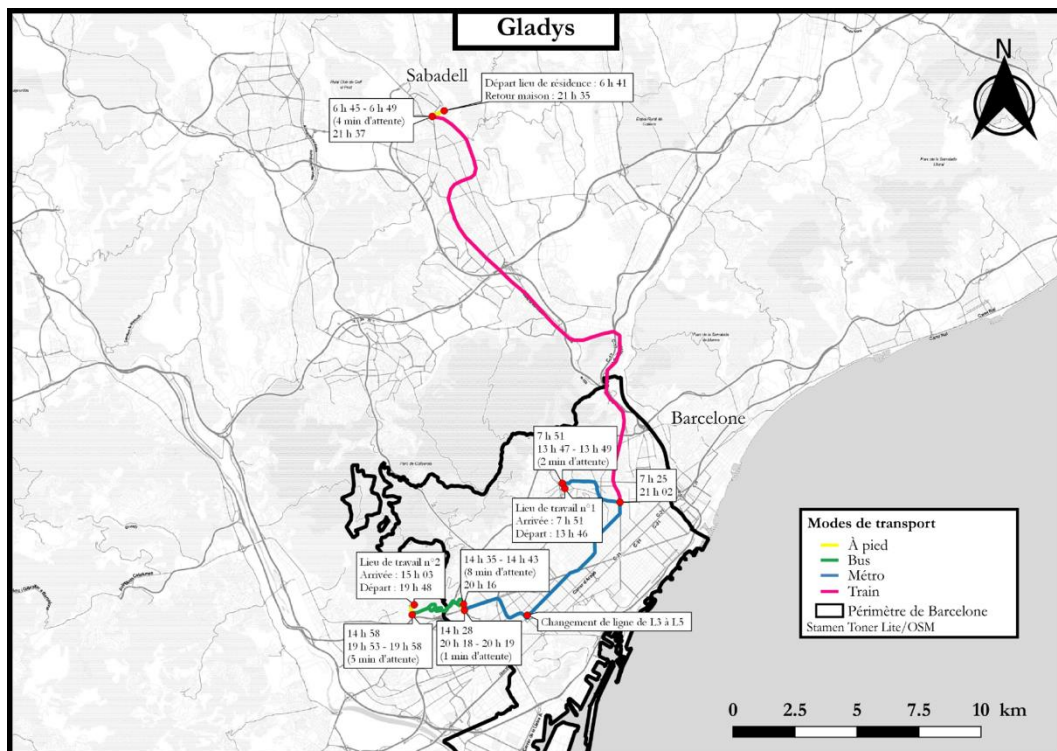 Gladys
N
Sabadell
Départ lieu de résidence : 6 h 41
Retour maison : 21 h 35
6 h 45 - 6 h 49
(4 min d'attente)
21 h 37
Barcelone
7 h 51
13 h 47 - 13 h 49
(2 min d'attente)
7 h 25
21 h 02
Lieu de travail n°1
Arrivée : 7 h 51
Départ : 13 h 46
Lieu de travail n°2
Arrivée : 15 h 03
Départ : 19 h 48
14 h 35 - 14 h 43
(8 min d'attente)
20 h 16
14 h 58
19 h 53 - 19 h 58
(5 min d'attente)
14 h 28
20 h 18 - 20 h 19
(1 min d'attente)
Changement de ligne de L3 à L5
Modes de transport
À pied
Bus
Métro
Train
Périmètre de Barcelone
Stamen Toner Lite/OSM
0 2.5 5 7.5 10 km